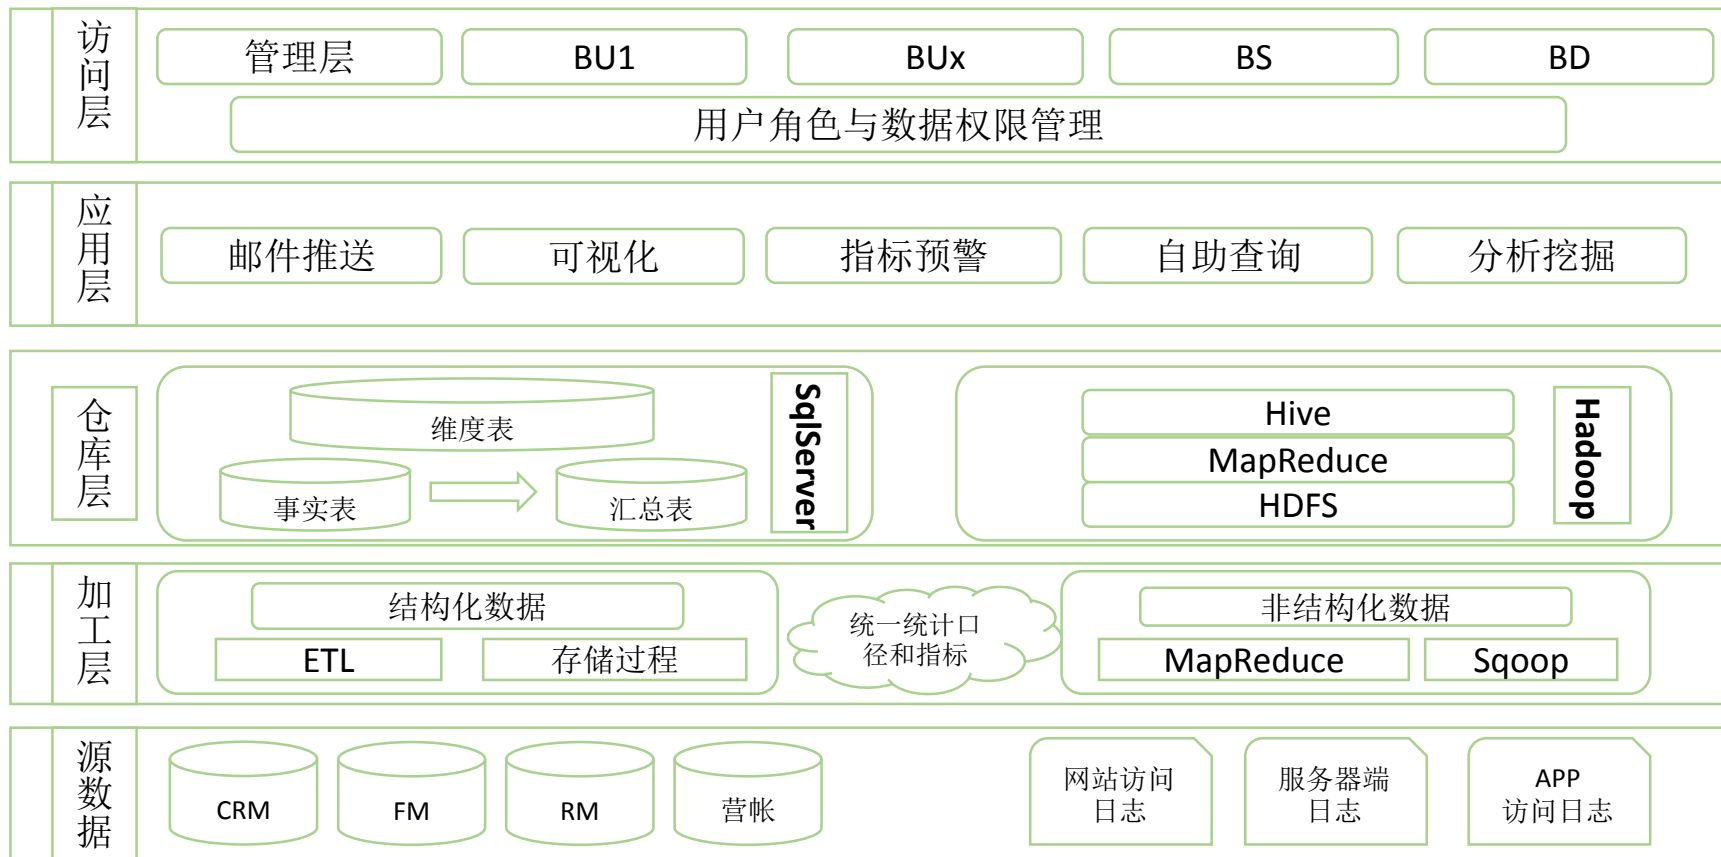 访问层
管理层
BU1
BUx
BS
BD
用户角色与数据权限管理
应用层
邮件推送
可视化
指标预警
自助查询
分析挖掘
仓库层
维度表
事实表
汇总表
SqlServer
Hive
MapReduce
HDFS
Hadoop
加工层
结构化数据
ETL
存储过程
统一统计口
径和指标
非结构化数据
MapReduce
Sqoop
源数据
CRM
FM
RM
营帐
网站访问
日志
服务器端
日志
APP
访问日志